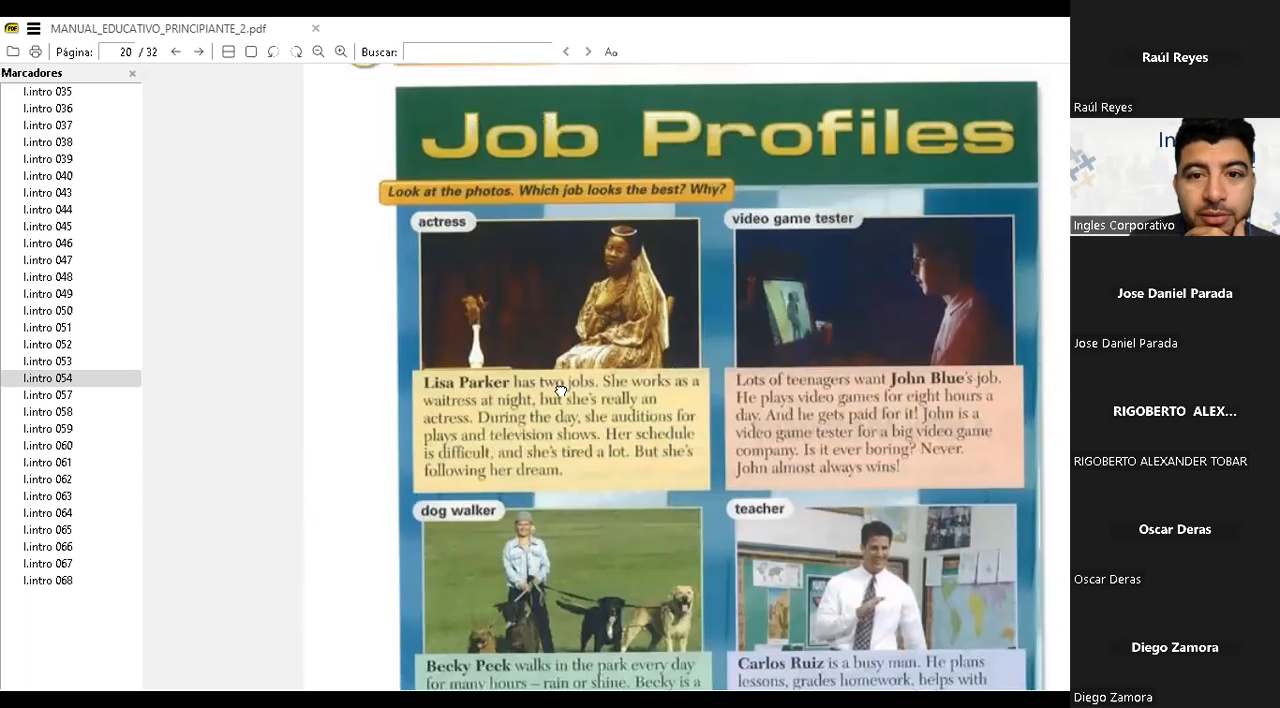 MANUAL_EDUCATIVO_PRINCIPIANTE_2.pdf
Página: 20 / 32
Buscar:
Marcadores
I.intro 035
I.intro 036
I.intro 037
I.intro 038
I.intro 039
I.intro 040
I.intro 043
I.intro 044
I.intro 045
I.intro 046
I.intro 047
I.intro 048
I.intro 049
I.intro 050
I.intro 051
I.intro 052
I.intro 053
I.intro 054
I.intro 057
I.intro 058
I.intro 059
I.intro 060
I.intro 061
I.intro 062
I.intro 063
I.intro 064
I.intro 065
I.intro 066
I.intro 067
I.intro 068
Job Profiles
Look at the photos. Which job looks the best? Why?
actress
Lisa Parker has two jobs. She works as a
waitress at night, but she's really an
actress. During the day, she auditions for
plays and television shows. Her schedule
is difficult, and she's tired a lot. But she's
following her dream.
video game tester
Lots of teenagers want John Blue's job.
He plays video games for eight hours a
day. And he gets paid for it! John is a
video game tester for a big video game
company. Is it ever boring? Never.
John almost always wins!
dog walker
Becky Peck walks in the park every day
for many hours – rain or shine. Becky is a
teacher
Carlos Ruiz is a busy man. He plans
lessons, grades homework, helps with
Raúl Reyes
Raúl Reyes
In
Ingles Corporativo
Jose Daniel Parada
Jose Daniel Parada
RIGOBERTO ALEX...
RIGOBERTO ALEXANDER TOBAR
Oscar Deras
Oscar Deras
Diego Zamora
Diego Zamora